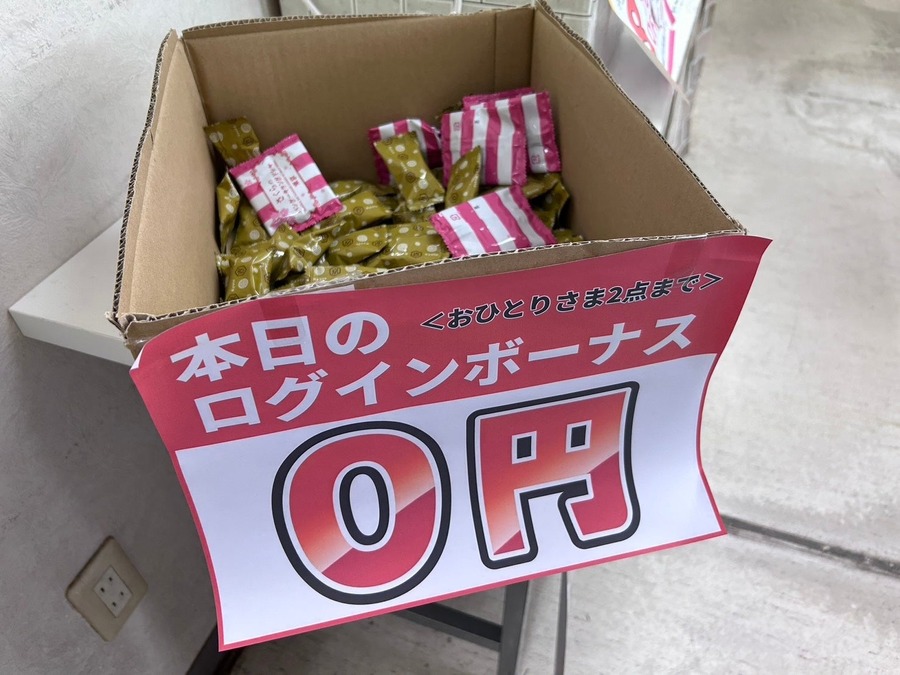 <おひとりさま2点まで>
本日の
ログインボーナス
0円